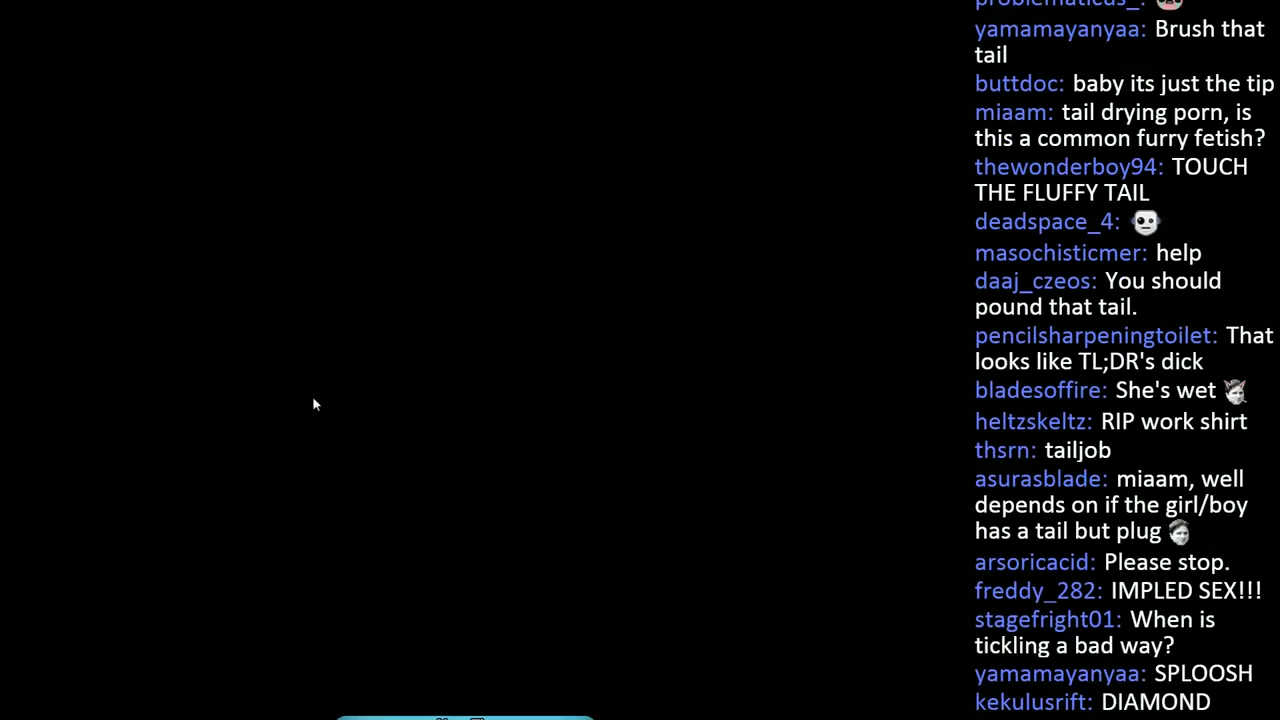 problematicus_:
yamamayanyaa: Brush that
tail
buttdoc: baby its just the tip
miaam: tail drying porn, is
this a common furry fetish?
thewonderboy94: TOUCH
THE FLUFFY TAIL
deadspace_4:
masochisticmer: help
daaj_czeos: You should
pound that tail.
pencilsharpeningtoilet: That
looks like TL;DR's dick
bladesoffire: She's wet
heltzskeltz: RIP work shirt
thsrn: tailjob
asurasblade: miaam, well
depends on if the girl/boy
has a tail but plug
arsoricacid: Please stop.
freddy_282: IMPLED SEX!!!
stagefright01: When is
tickling a bad way?
yamamayanyaa: SPLOOSH
kekulusrift: DIAMOND